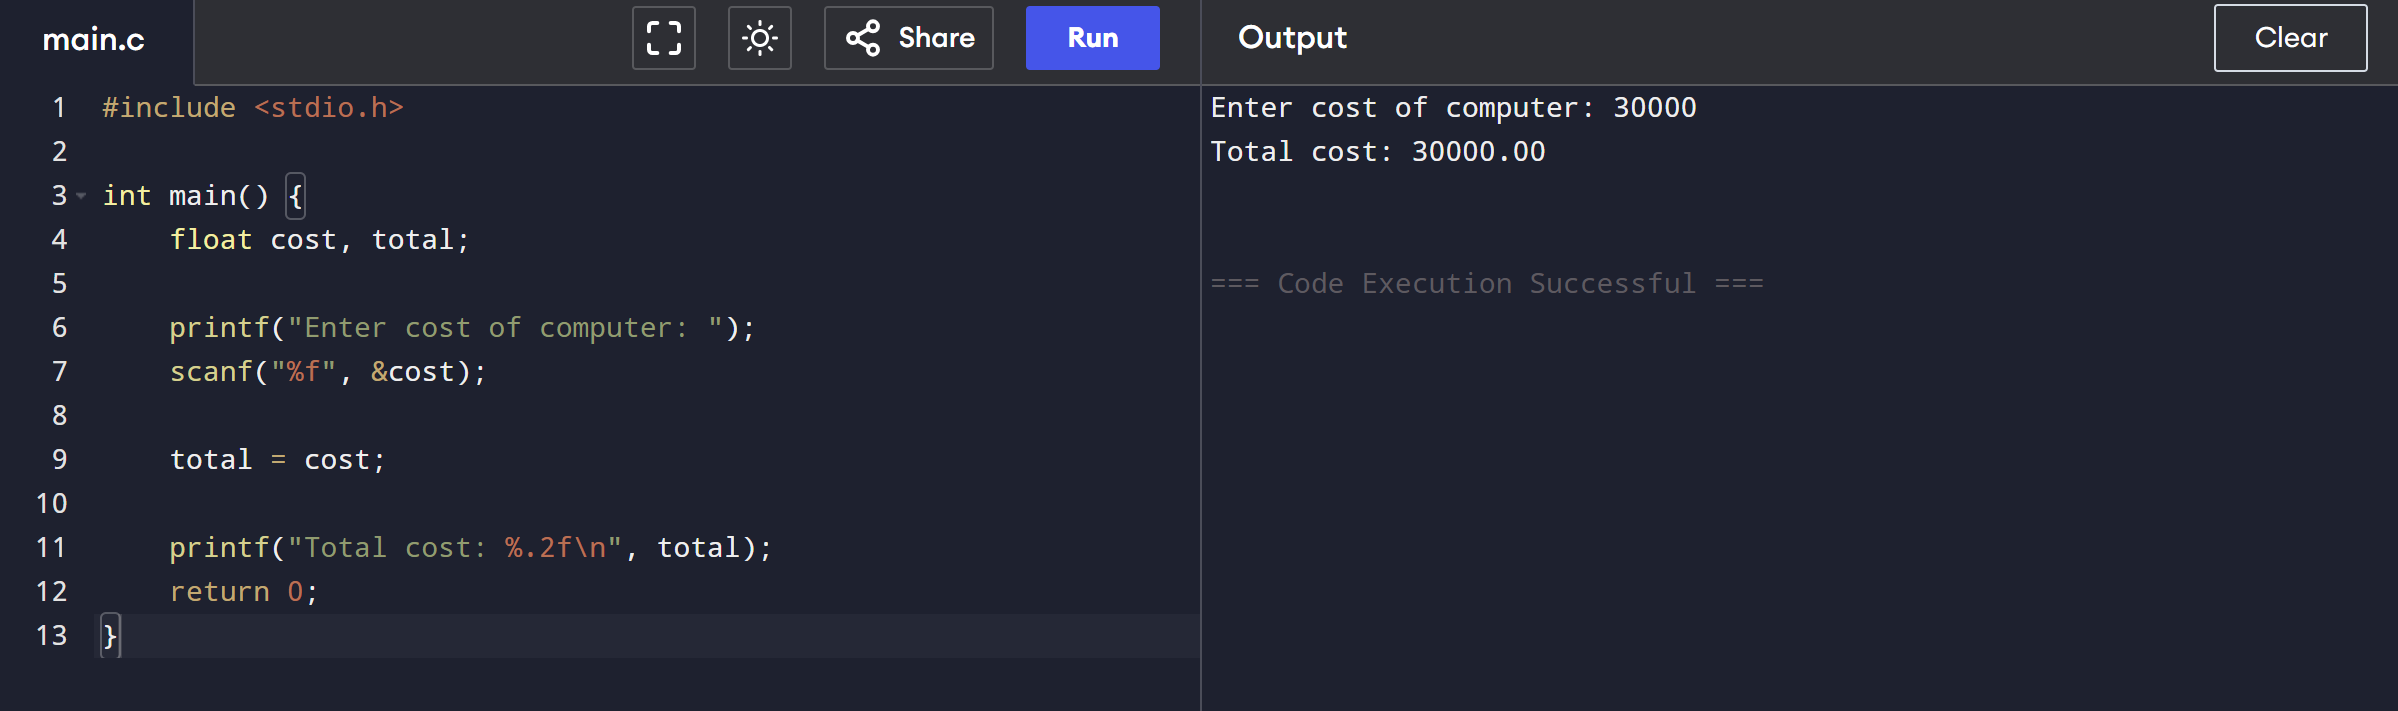 main.c
Share
Run
Output
Clear
1 #include <stdio.h>
2
3 int main() {
4     float cost, total;
5
6     printf("Enter cost of computer: ");
7     scanf("%f", &cost);
8
9     total = cost;
10
11     printf("Total cost: %.2f\n", total);
12     return 0;
13 }
Enter cost of computer: 30000
Total cost: 30000.00
=== Code Execution Successful ===